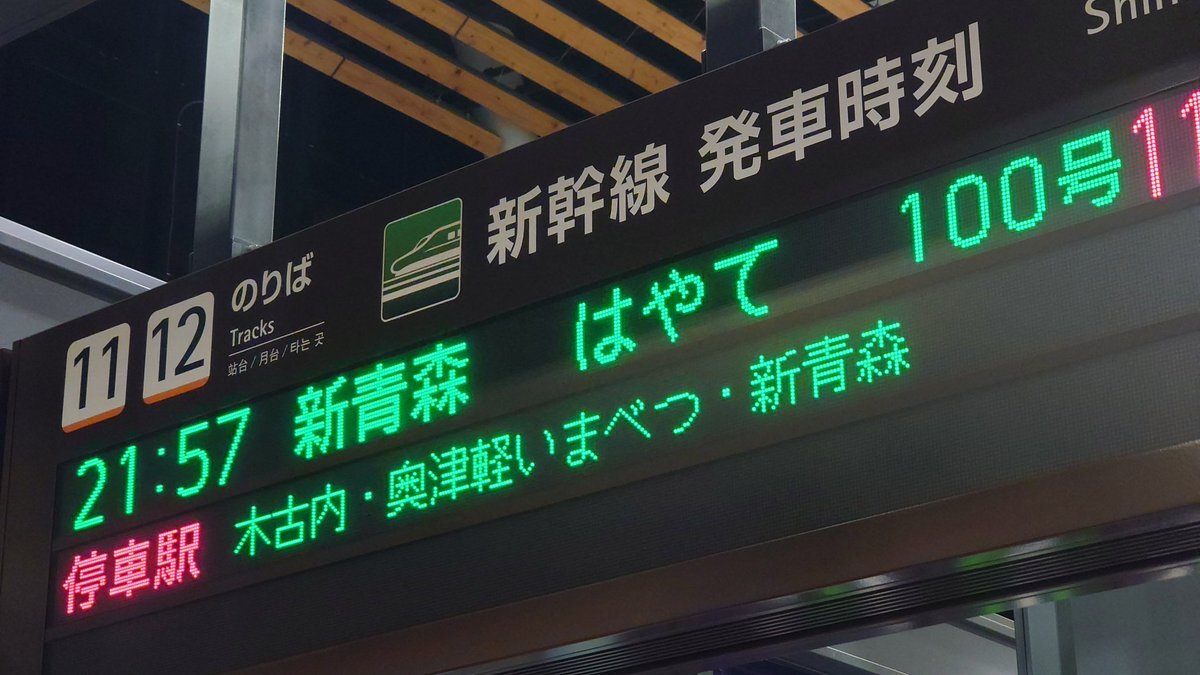 Shin
新幹線 発車時刻
11 12 のりば
Tracks
站台/月台/타는 곳
21:57 新青森 はやて 100号 11
停車駅 木古内・奥津軽いまべつ・新青森